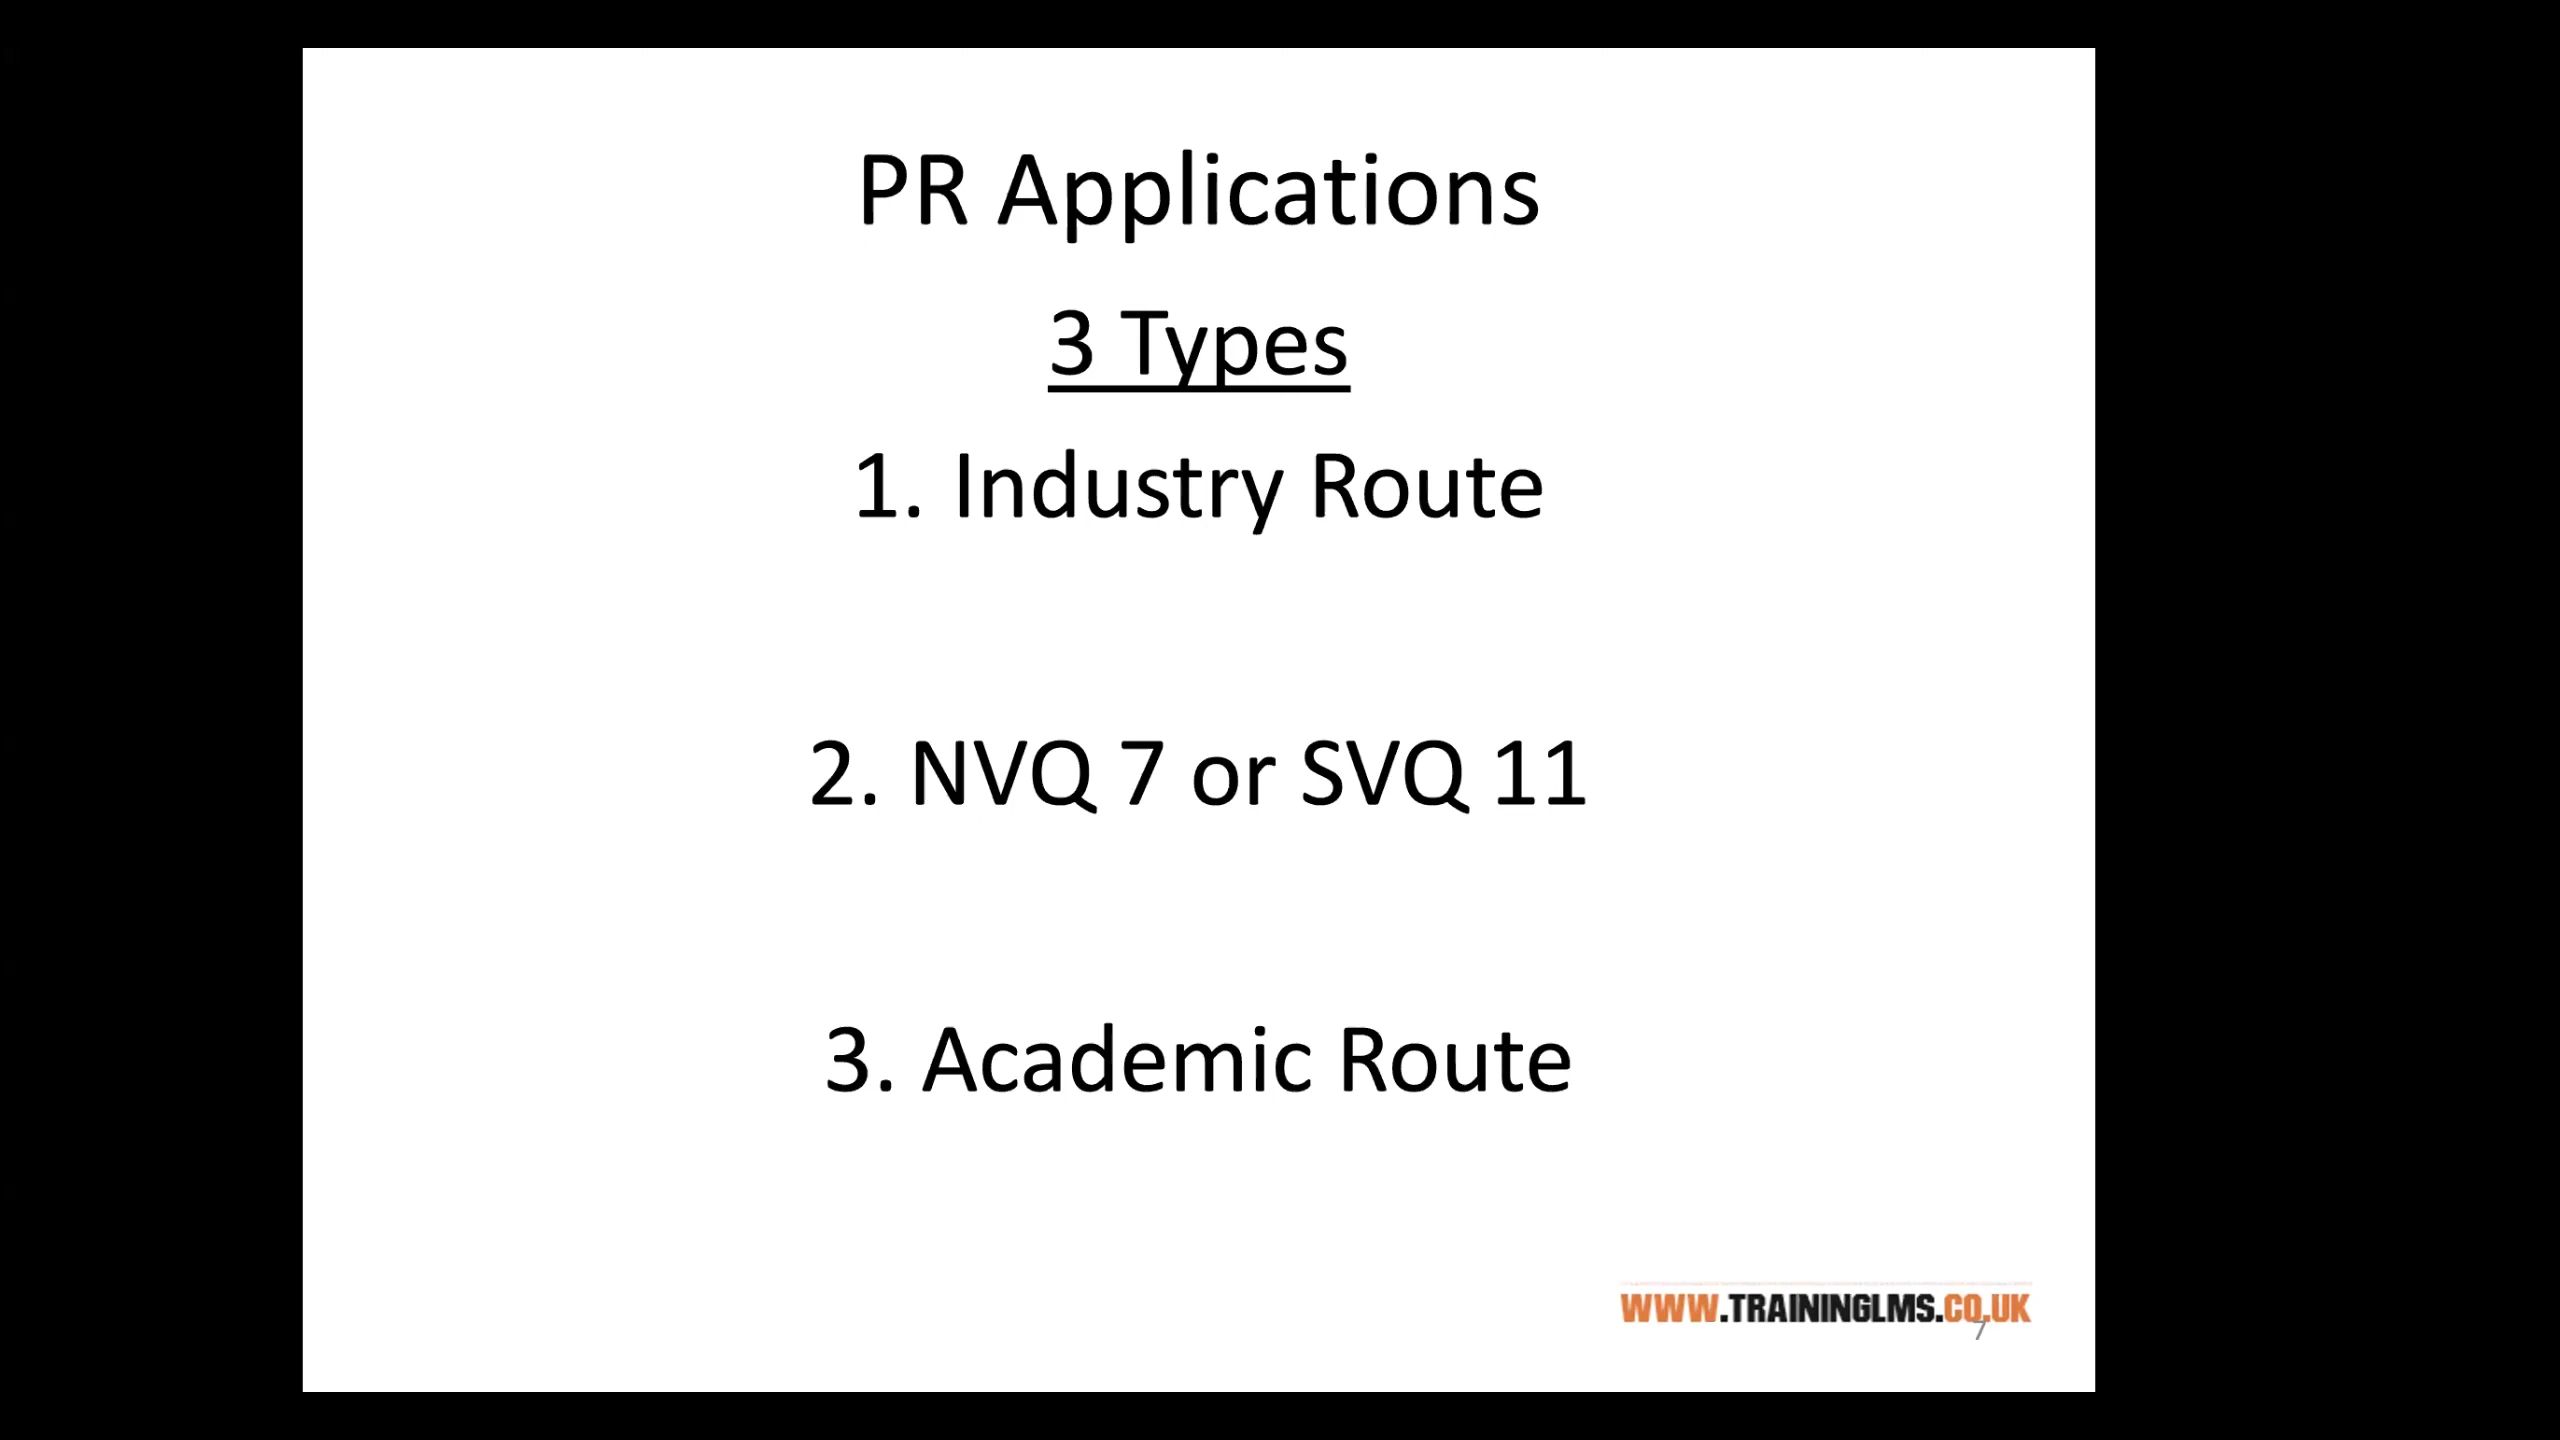 PR Applications
3 Types
1. Industry Route
2. NVQ 7 or SVQ 11
3. Academic Route
WWW.TRAININGLMS.CO.UK
7